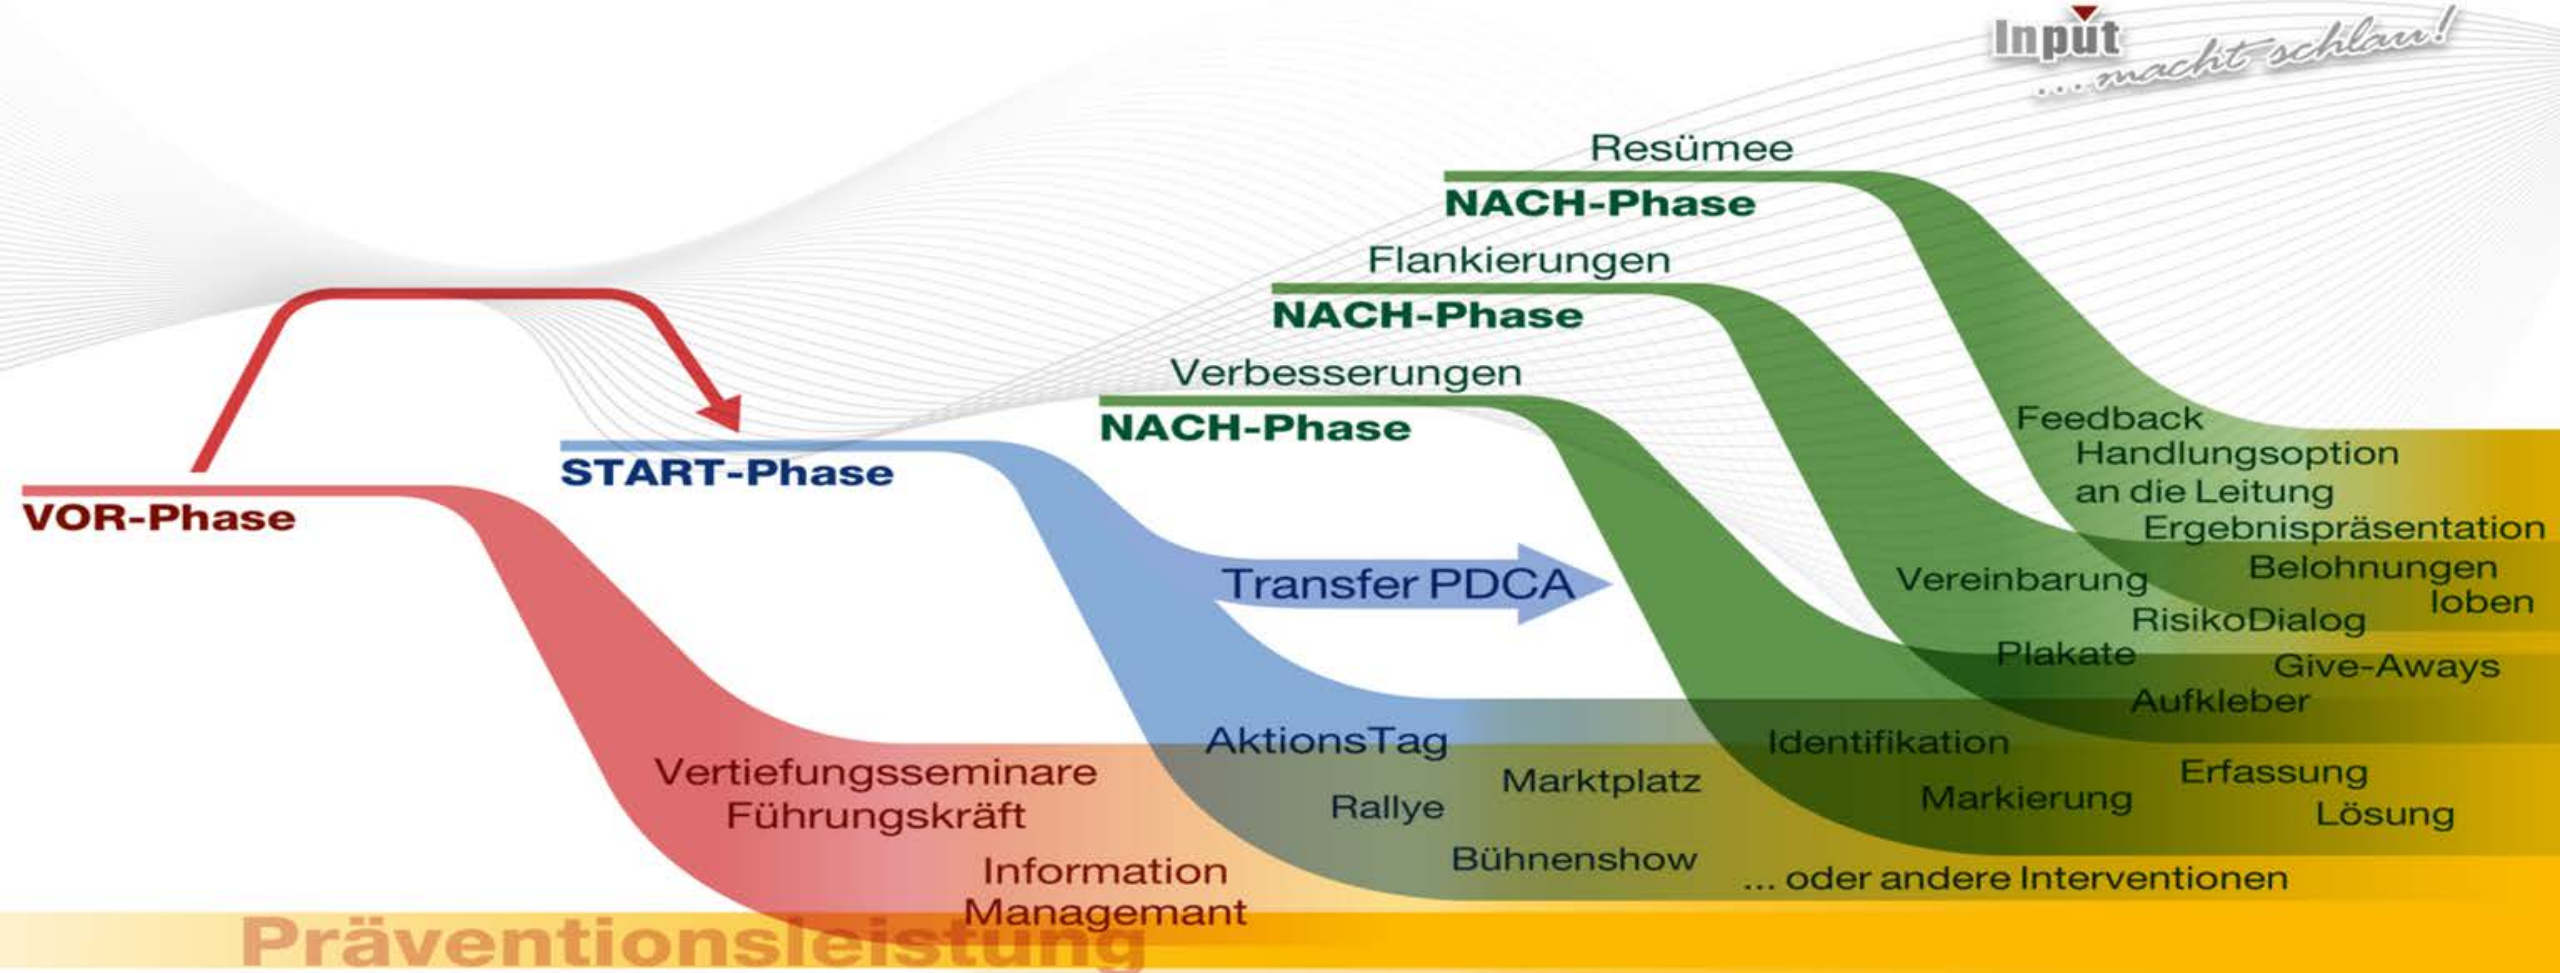 Input
... macht schlau!
Resümee
NACH-Phase
Flankierungen
NACH-Phase
Verbesserungen
NACH-Phase
START-Phase
VOR-Phase
Transfer PDCA
Feedback
Handlungsoption
an die Leitung
Ergebnispräsentation
Belohnungen
loben
Vereinbarung
RisikoDialog
Plakate
Give-Aways
Aufkleber
Identifikation
Erfassung
Markierung
Lösung
AktionsTag
Marktplatz
Rallye
Bühnenshow
... oder andere Interventionen
Vertiefungsseminare
Führungskräft
Information
Managemant
Präventionsleistung